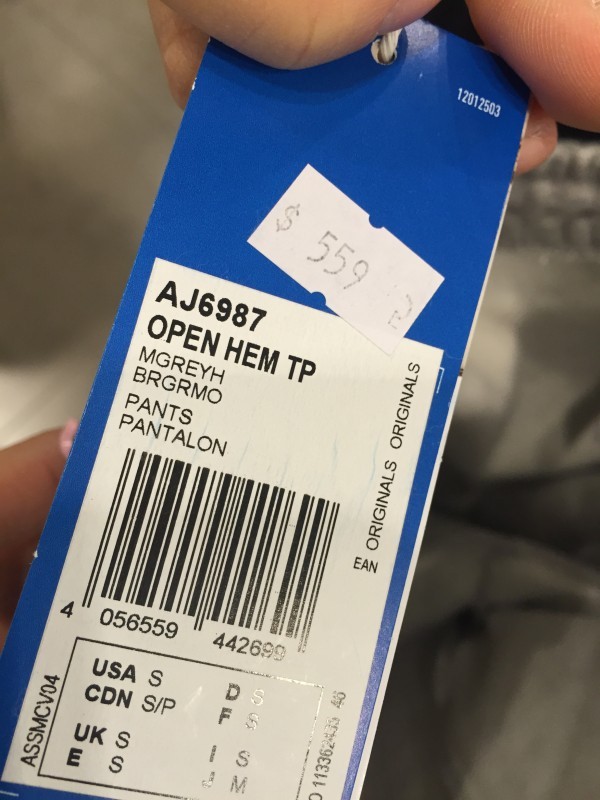 12012503
$ 559
AJ6987
OPEN HEM TP
MGREYH
BRGRMO
PANTS
PANTALON
ORIGINALS ORIGINALS
EAN
4 056559 442699
ASSMCV04
USA S
CDN S/P
UK S
E S
D S
F S
I S
J M